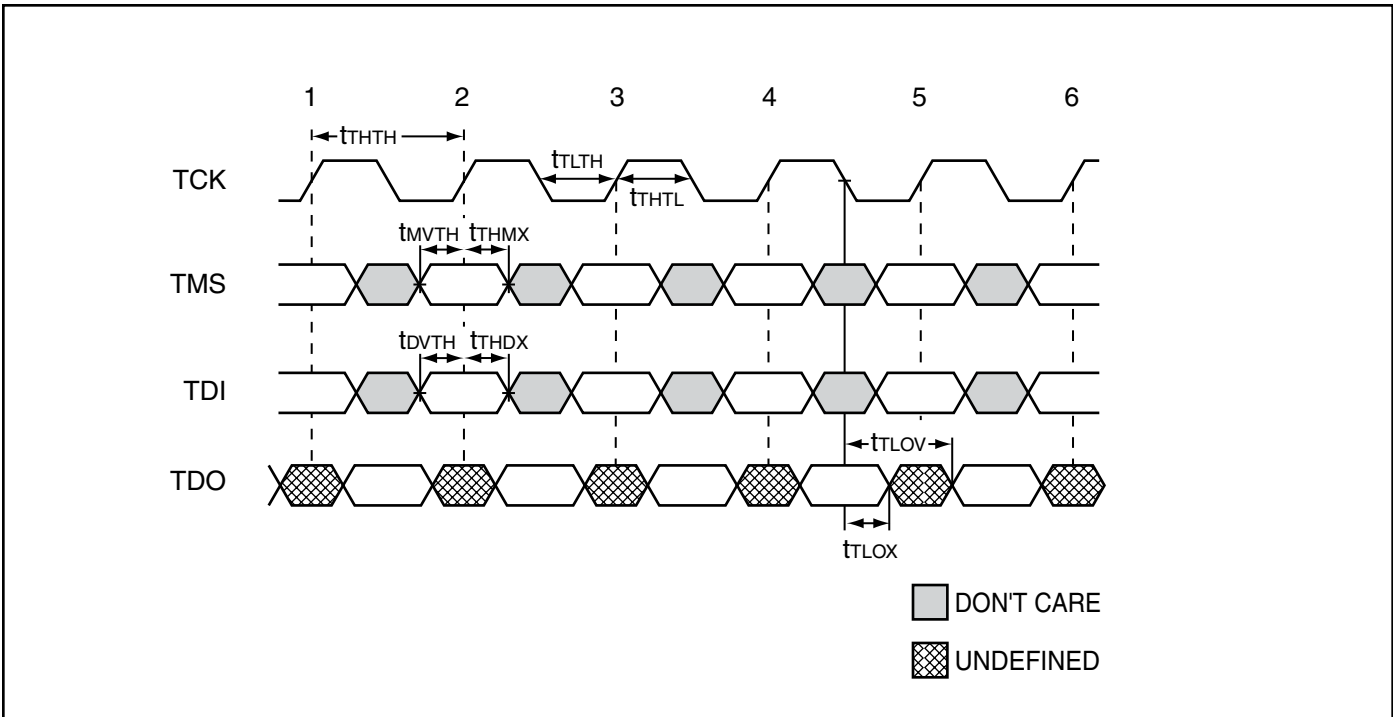 1 2 3 4 5 6
tTHTH
tTLTH
TCK
tTHTL
tMVTH tTHMX
TMS
tDVTH tTHDX
TDI
tTLOV
TDO
tTLOX
DON'T CARE
UNDEFINED